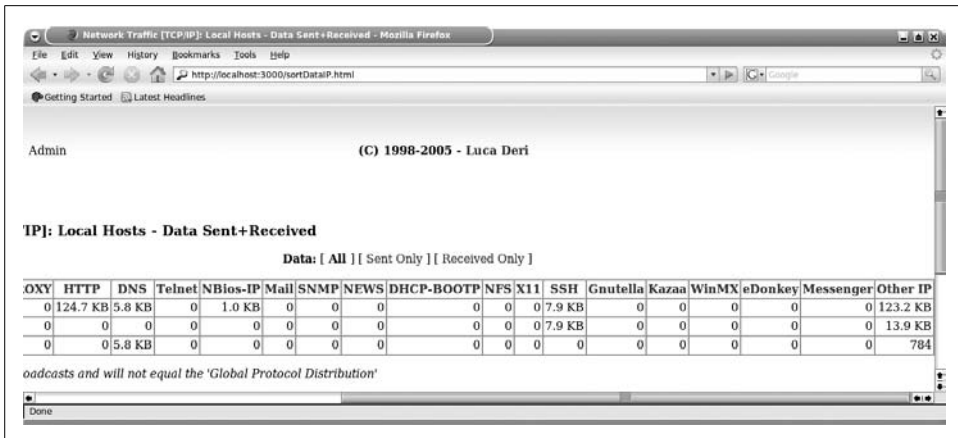 Network Traffic [TCP/IP]: Local Hosts - Data Sent+Received - Mozilla Firefox
File Edit View History Bookmarks Tools Help
http://localhost:3000/sortDataIP.html
Google
Getting Started Latest Headlines
Admin (C) 1998-2005 - Luca Deri
IP]: Local Hosts - Data Sent+Received
Data: [ All ] [ Sent Only ] [ Received Only ]
OXY HTTP DNS Telnet NBios-IP Mail SNMP NEWS DHCP-BOOTP NFS X11 SSH Gnutella Kazaa WinMX eDonkey Messenger Other IP
0 124.7 KB 5.8 KB 0 1.0 KB 0 0 0 0 0 0 7.9 KB 0 0 0 0 0 123.2 KB
0 0 0 0 0 0 0 0 0 0 0 7.9 KB 0 0 0 0 0 13.9 KB
0 0 5.8 KB 0 0 0 0 0 0 0 0 0 0 0 0 0 0 784
oadcasts and will not equal the 'Global Protocol Distribution'
Done